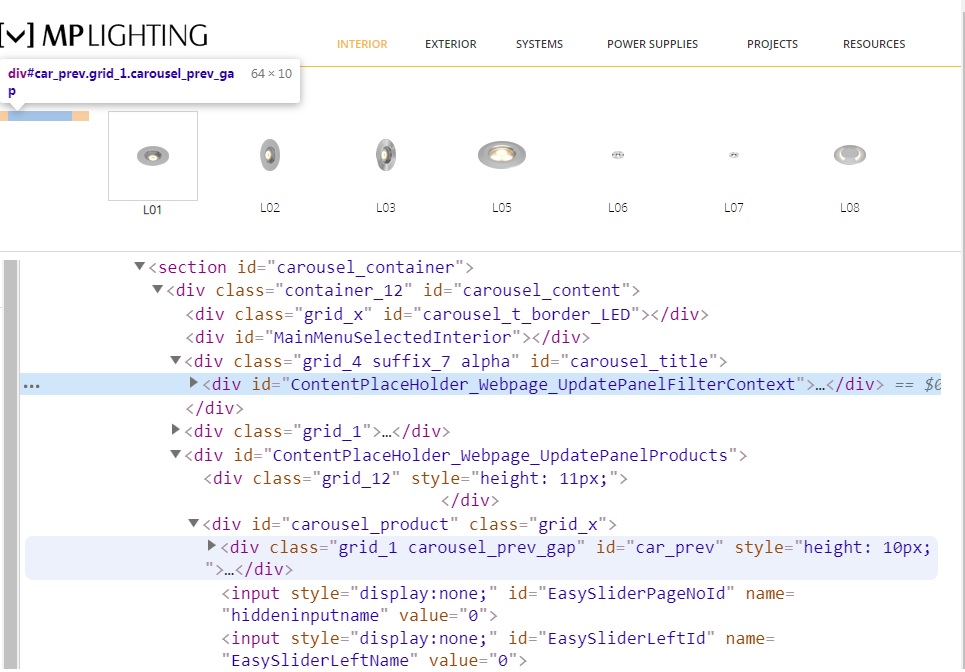 [✓] MP LIGHTING
INTERIOR EXTERIOR SYSTEMS POWER SUPPLIES PROJECTS RESOURCES
div#car_prev.grid_1.carousel_prev_ga 64 × 10
p
L01 L02 L03 L05 L06 L07 L08
▼<section id="carousel_container">
▼<div class="container_12" id="carousel_content">
<div class="grid_x" id="carousel_t_border_LED"></div>
<div id="MainMenuSelectedInterior"></div>
▼<div class="grid_4 suffix_7 alpha" id="carousel_title">
… ▶<div id="ContentPlaceHolder_Webpage_UpdatePanelFilterContext">…</div> == $0
</div>
▶<div class="grid_1">…</div>
▼<div id="ContentPlaceHolder_Webpage_UpdatePanelProducts">
<div class="grid_12" style="height: 11px;">
</div>
▼<div id="carousel_product" class="grid_x">
▶<div class="grid_1 carousel_prev_gap" id="car_prev" style="height: 10px;
">…</div>
<input style="display:none;" id="EasySliderPageNoId" name=
"hiddeninputname" value="0">
<input style="display:none;" id="EasySliderLeftId" name=
"EasySliderLeftName" value="0">